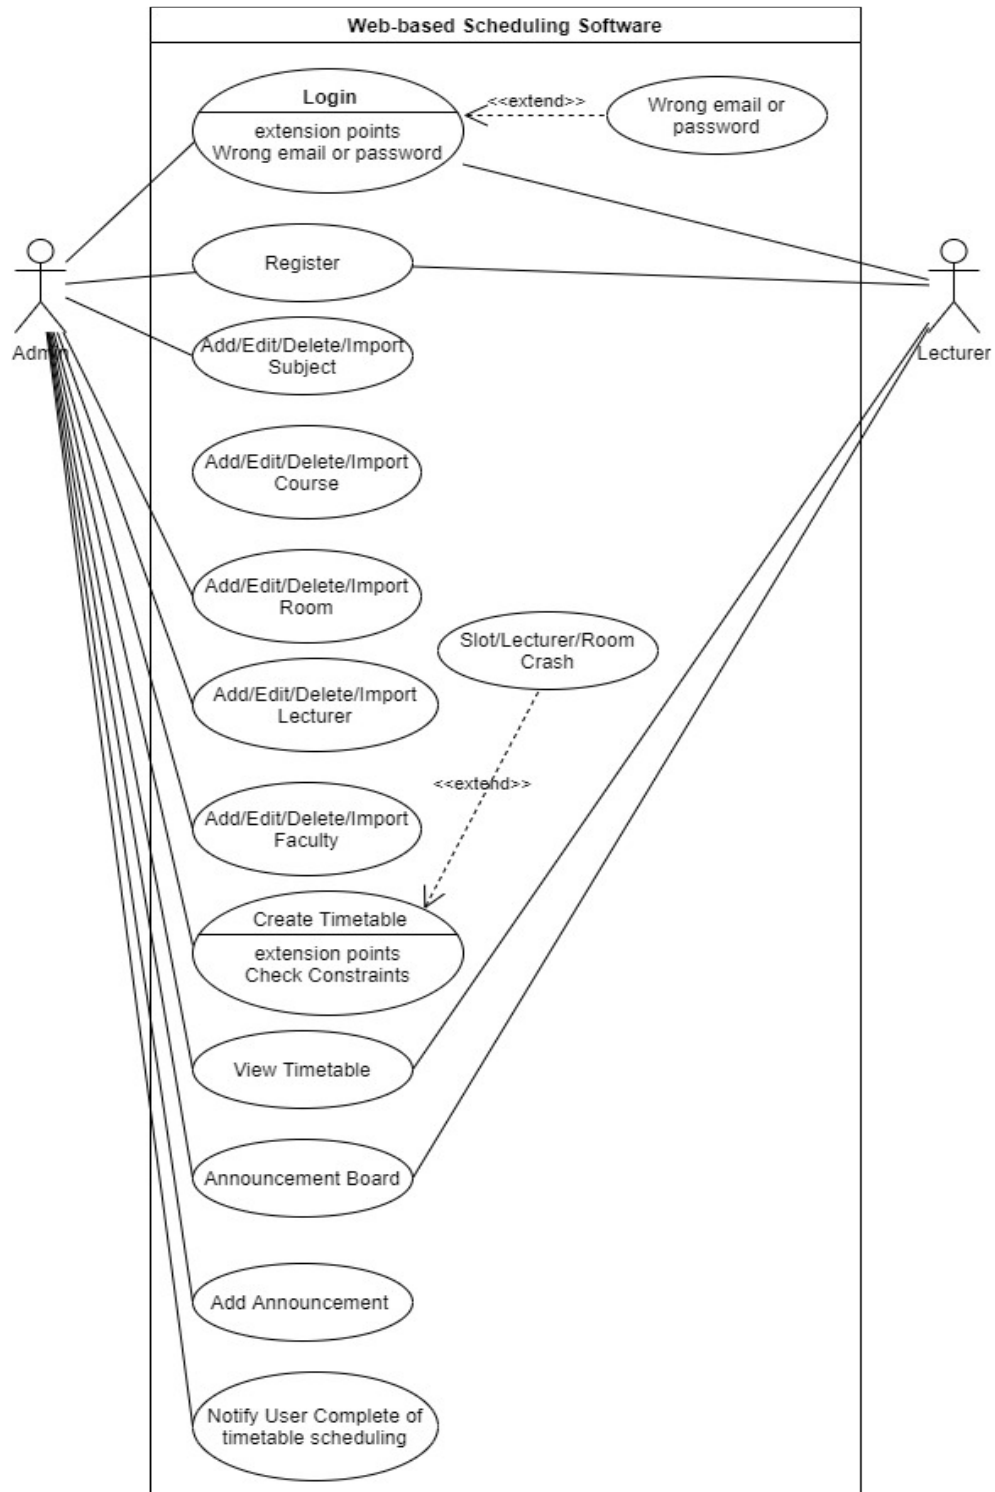 Web-based Scheduling Software
Login
extension points
Wrong email or password
<<extend>>
Wrong email or
password
Register
Admin
Lecturer
Add/Edit/Delete/Import
Subject
Add/Edit/Delete/Import
Course
Add/Edit/Delete/Import
Room
Slot/Lecturer/Room
Crash
Add/Edit/Delete/Import
Lecturer
<<extend>>
Add/Edit/Delete/Import
Faculty
Create Timetable
extension points
Check Constraints
View Timetable
Announcement Board
Add Announcement
Notify User Complete of
timetable scheduling